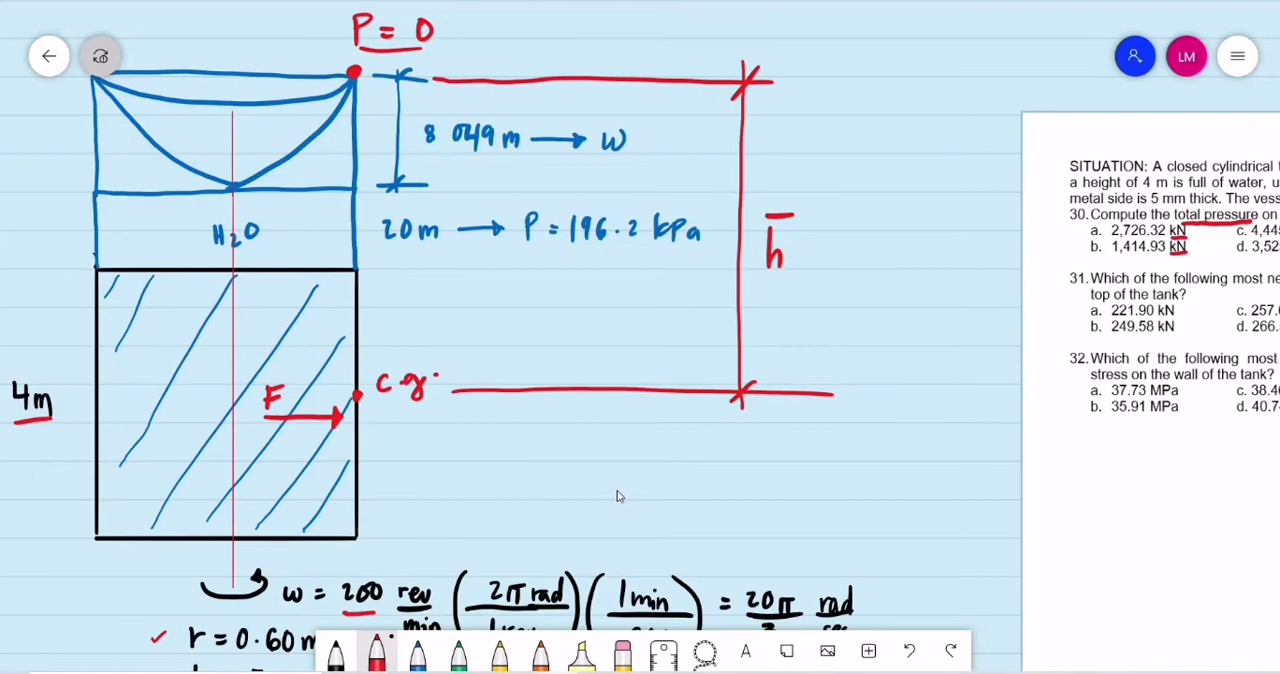 P = 0
LM
8.049m → ω
20m → P = 196.2 kPa
H2O
h̄
c.g.
F
4m
ω = 200 rev/min (2π rad / 1 rev) (1 min /
= 20π/3 rad/sec
✓ r = 0.60 m
A
SITUATION: A closed cylindrical
a height of 4 m is full of water, u
metal side is 5 mm thick. The vess
30. Compute the total pressure on
a. 2,726.32 kN c. 4,445
b. 1,414.93 kN d. 3,52
31. Which of the following most ne
top of the tank?
a. 221.90 kN c. 257.
b. 249.58 kN d. 266.
32. Which of the following most
stress on the wall of the tank?
a. 37.73 MPa c. 38.4
b. 35.91 MPa d. 40.7